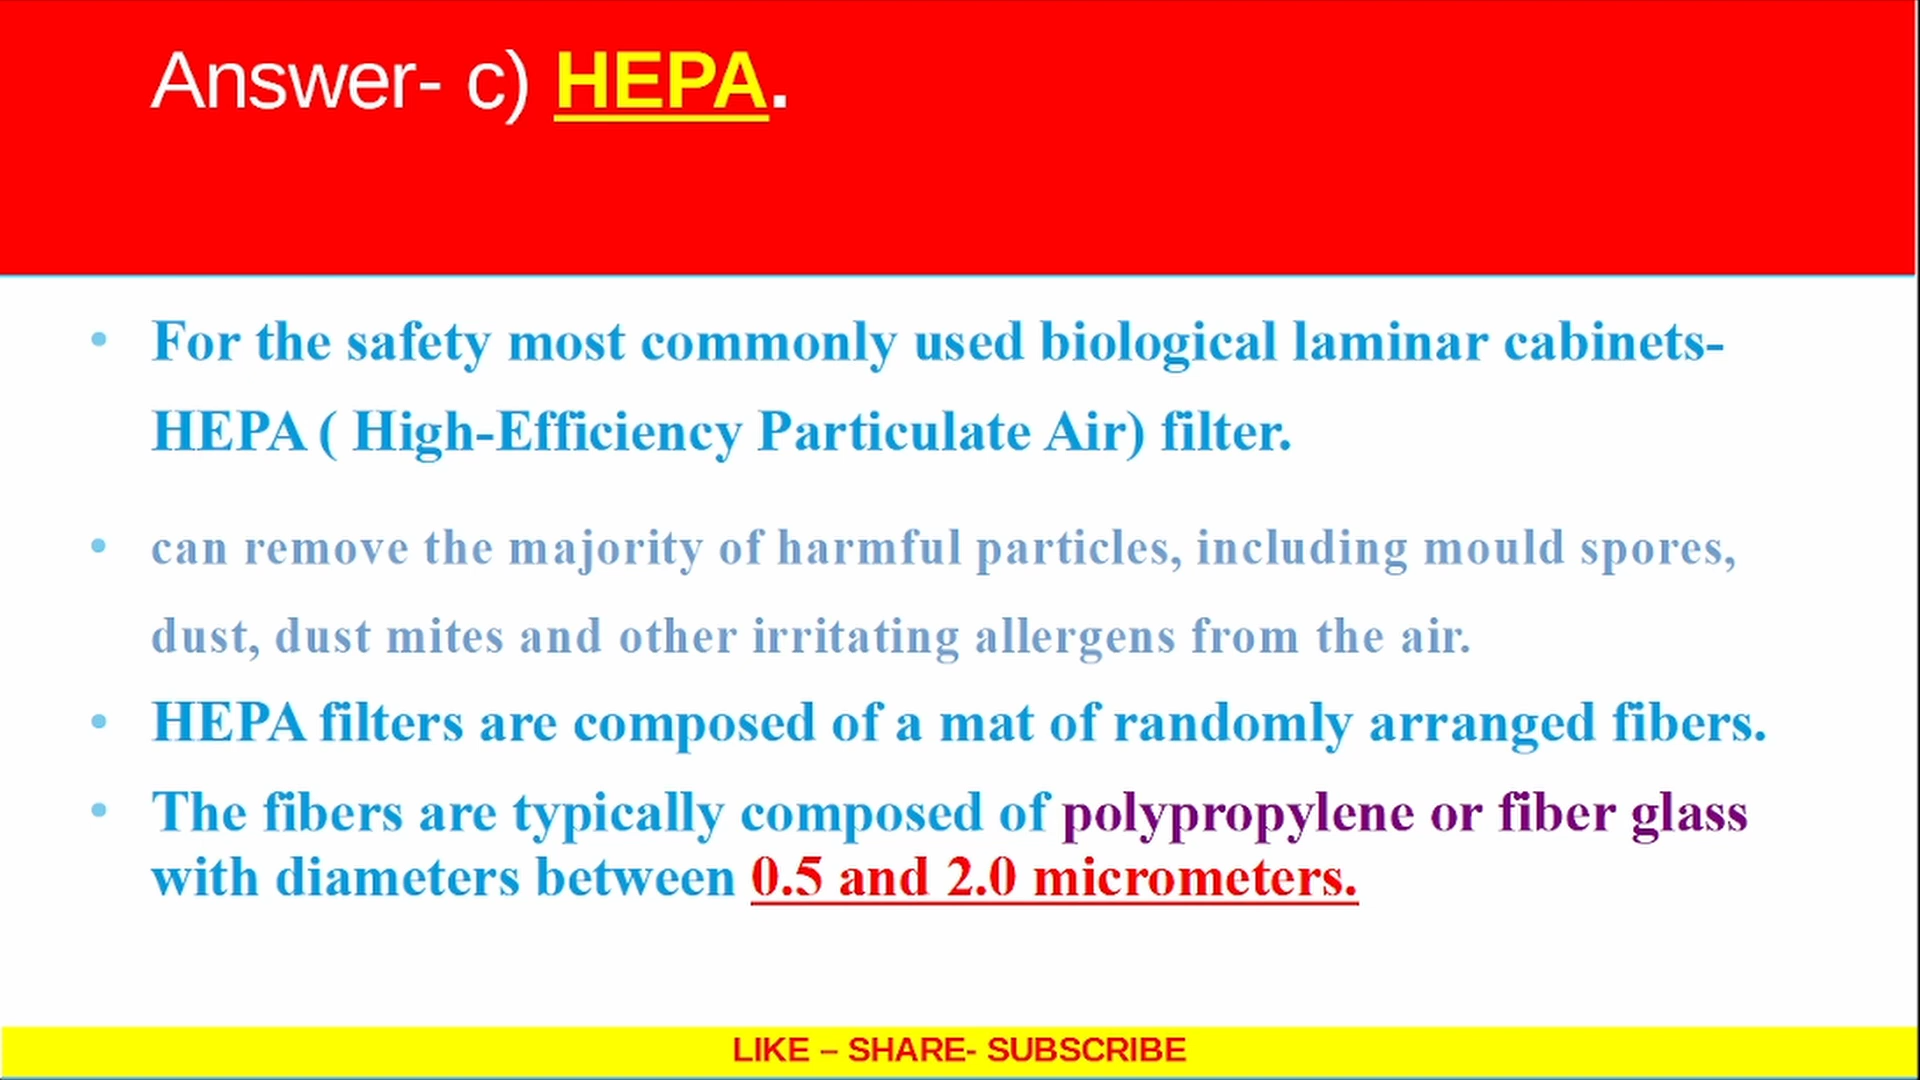 Answer- c) HEPA.
• For the safety most commonly used biological laminar cabinets-
HEPA ( High-Efficiency Particulate Air) filter.
• can remove the majority of harmful particles, including mould spores,
dust, dust mites and other irritating allergens from the air.
• HEPA filters are composed of a mat of randomly arranged fibers.
• The fibers are typically composed of polypropylene or fiber glass
with diameters between 0.5 and 2.0 micrometers.
LIKE – SHARE- SUBSCRIBE